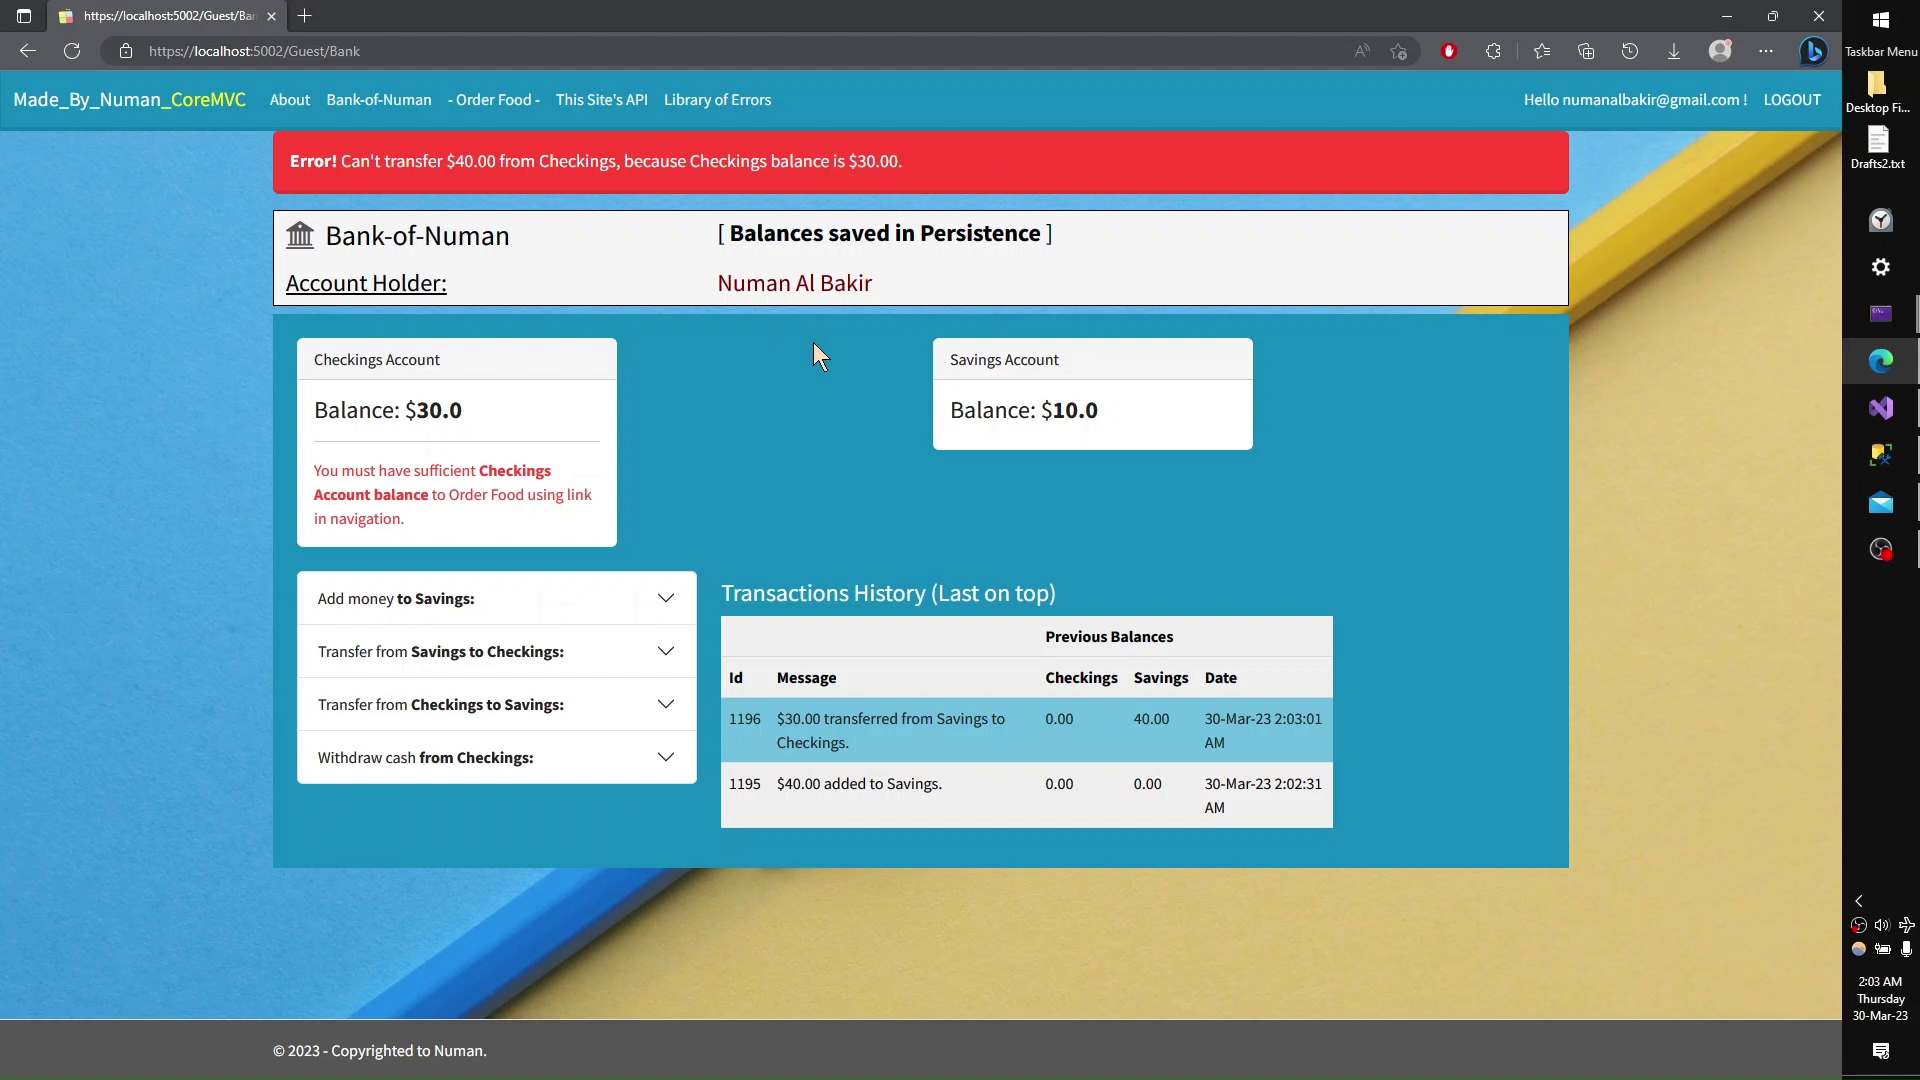 https://localhost:5002/Guest/Ban
https://localhost:5002/Guest/Bank
Taskbar Menu
Made_By_Numan_CoreMVC About Bank-of-Numan - Order Food - This Site's API Library of Errors Hello numanalbakir@gmail.com ! LOGOUT
Desktop Fi...
Drafts2.txt
Error! Can't transfer $40.00 from Checkings, because Checkings balance is $30.00.
Bank-of-Numan [ Balances saved in Persistence ]
Account Holder: Numan Al Bakir
Checkings Account
Balance: $30.0
You must have sufficient Checkings
Account balance to Order Food using link
in navigation.
Savings Account
Balance: $10.0
Add money to Savings:
Transfer from Savings to Checkings:
Transfer from Checkings to Savings:
Withdraw cash from Checkings:
Transactions History (Last on top)
Previous Balances
Id Message Checkings Savings Date
1196 $30.00 transferred from Savings to 0.00 40.00 30-Mar-23 2:03:01
Checkings. AM
1195 $40.00 added to Savings. 0.00 0.00 30-Mar-23 2:02:31
AM
2:03 AM
Thursday
30-Mar-23
© 2023 - Copyrighted to Numan.